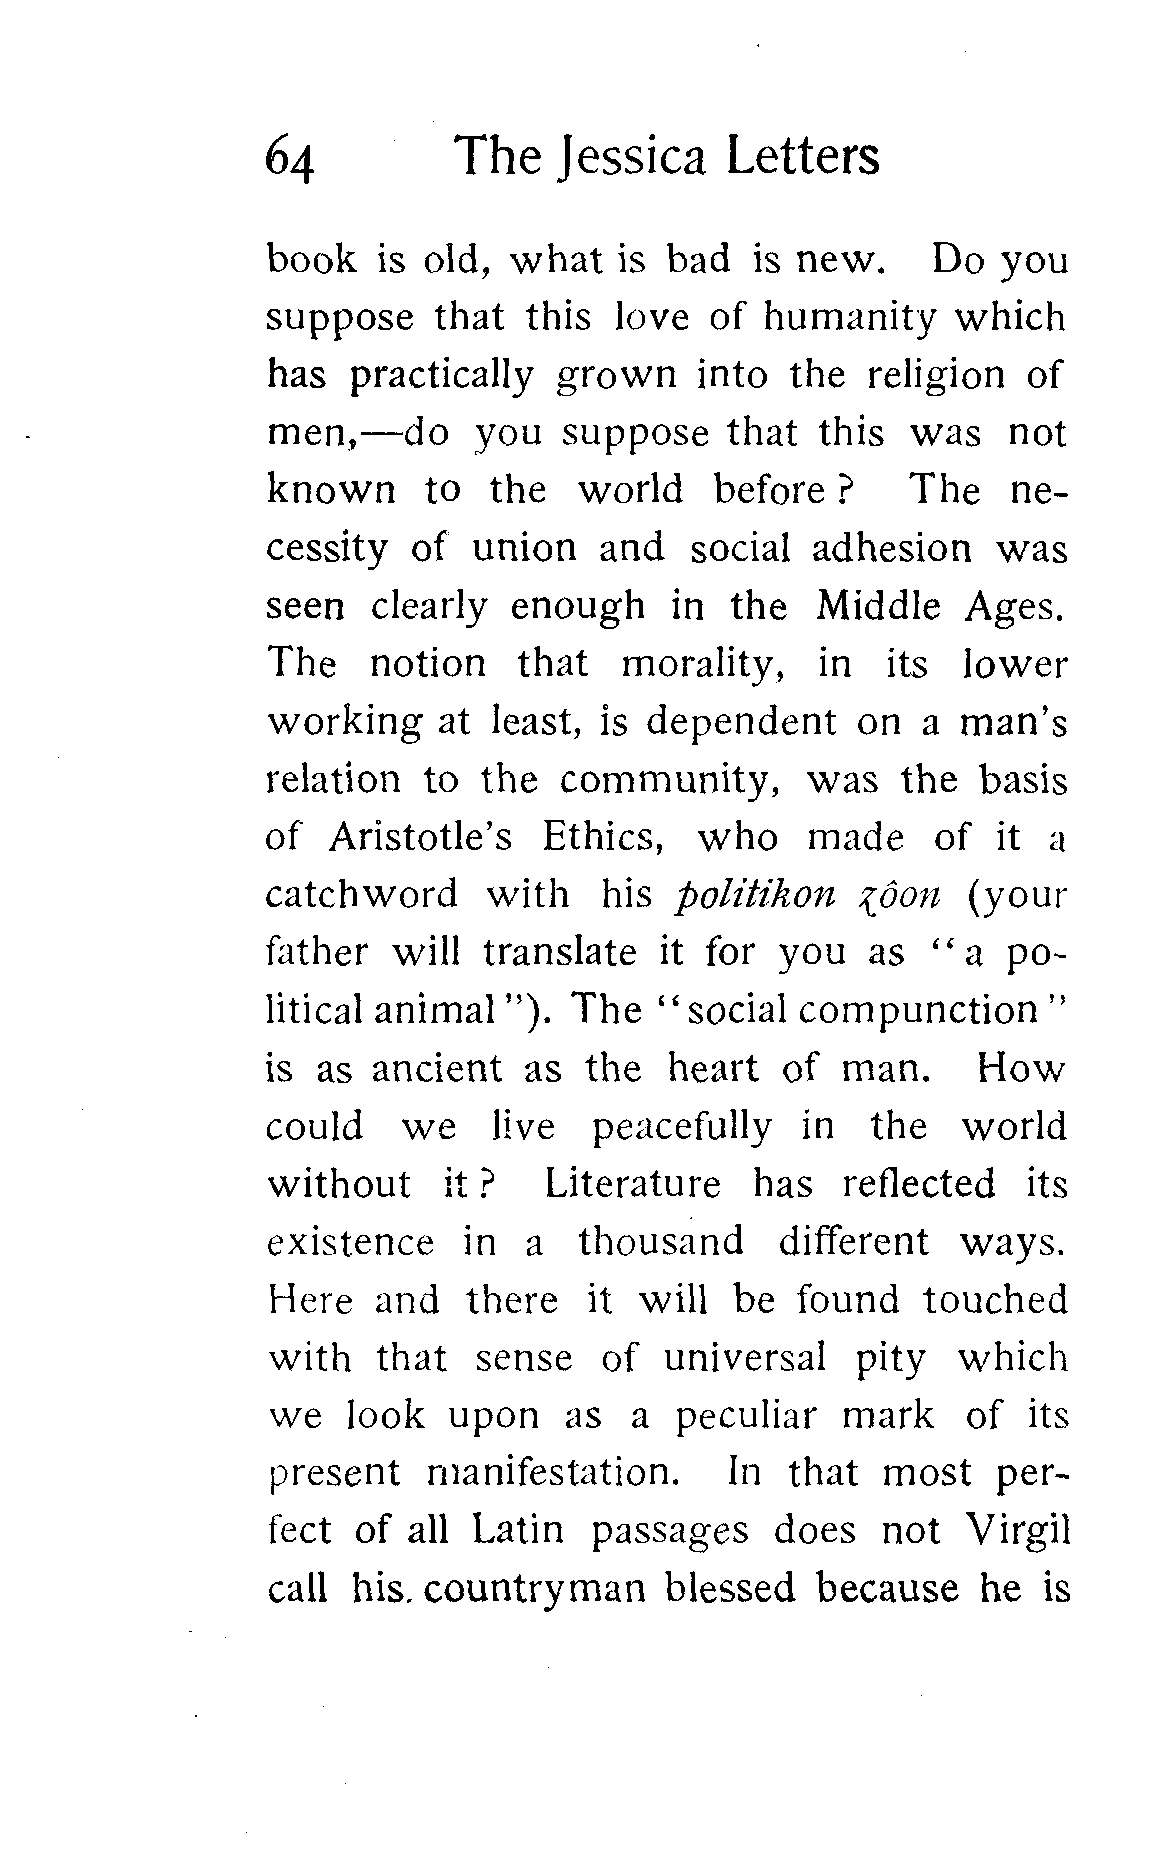 64 The Jessica Letters
book is old, what is bad is new. Do you
suppose that this love of humanity which
has practically grown into the religion of
men,—do you suppose that this was not
known to the world before ? The ne-
cessity of union and social adhesion was
seen clearly enough in the Middle Ages.
The notion that morality, in its lower
working at least, is dependent on a man's
relation to the community, was the basis
of Aristotle's Ethics, who made of it a
catchword with his politikon zôon (your
father will translate it for you as “ a po-
litical animal ”). The “ social compunction ”
is as ancient as the heart of man. How
could we live peacefully in the world
without it ? Literature has reflected its
existence in a thousand different ways.
Here and there it will be found touched
with that sense of universal pity which
we look upon as a peculiar mark of its
present manifestation. In that most per-
fect of all Latin passages does not Virgil
call his. countryman blessed because he is